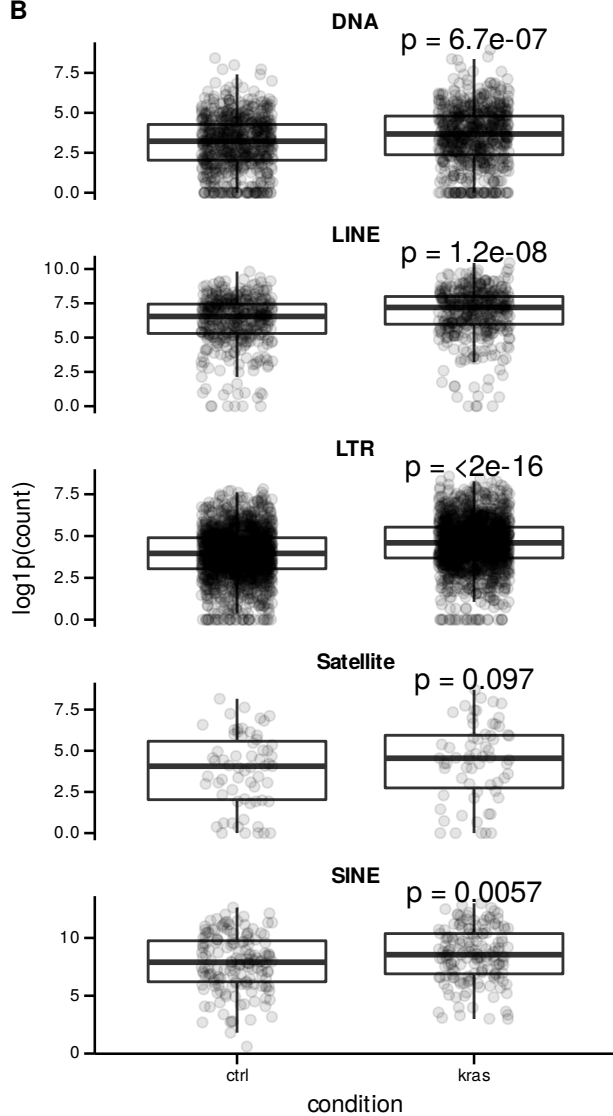 B
DNA
p = 6.7e-07
7.5
5.0
2.5
0.0
LINE
p = 1.2e-08
10.0
7.5
5.0
2.5
0.0
LTR
p = <2e-16
7.5
5.0
2.5
0.0
log1p(count)
Satellite
p = 0.097
7.5
5.0
2.5
0.0
SINE
p = 0.0057
10
5
0
ctrl
kras
condition